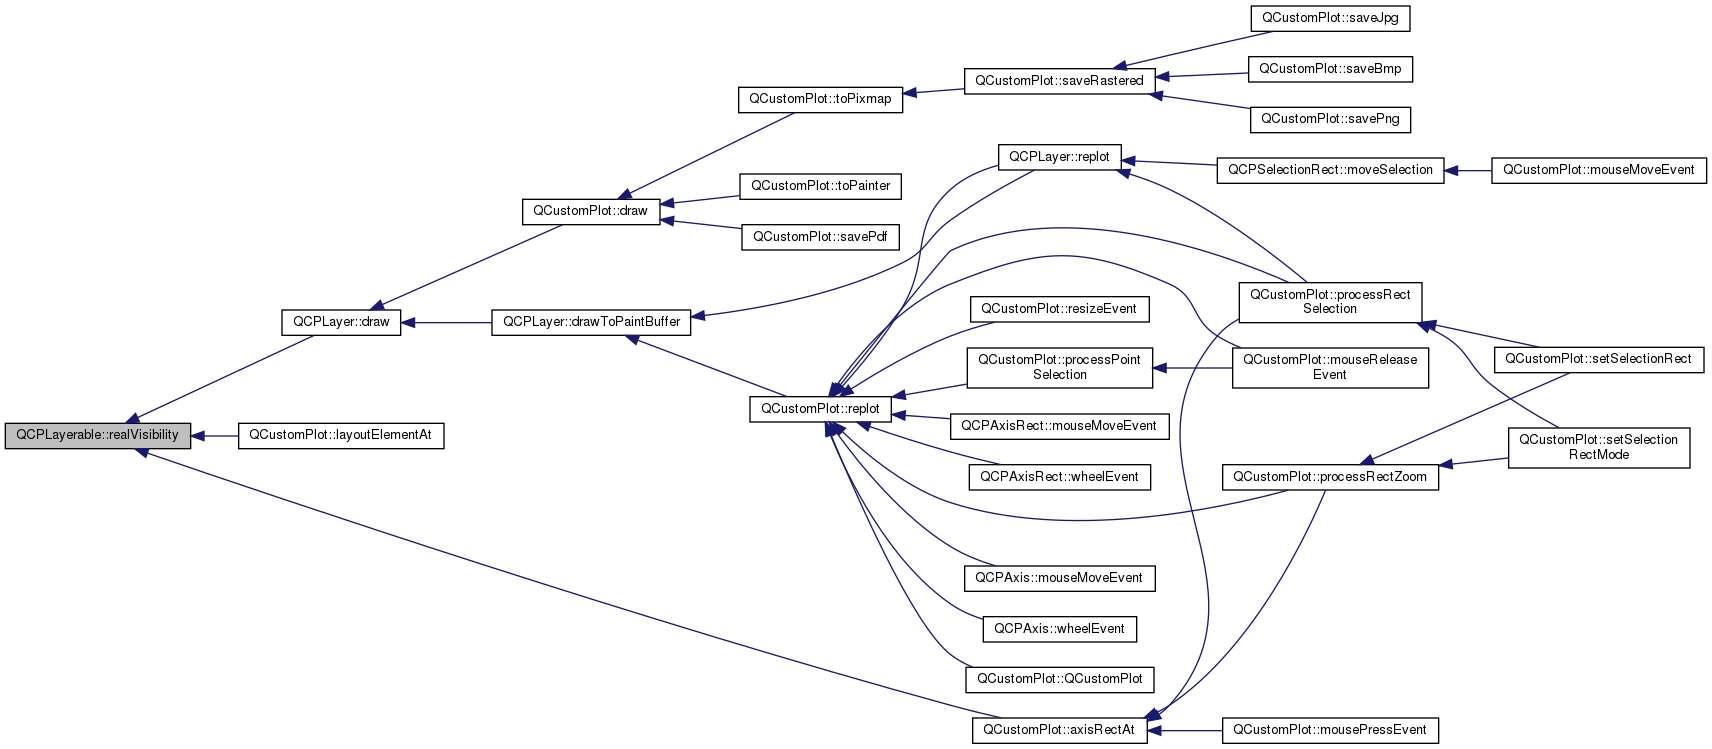 QCustomPlot::saveJpg
QCustomPlot::saveRastered
QCustomPlot::saveBmp
QCustomPlot::toPixmap
QCustomPlot::savePng
QCPLayer::replot
QCPSelectionRect::moveSelection
QCustomPlot::mouseMoveEvent
QCustomPlot::toPainter
QCustomPlot::draw
QCustomPlot::savePdf
QCustomPlot::processRect
Selection
QCustomPlot::resizeEvent
QCPLayer::draw
QCPLayer::drawToPaintBuffer
QCustomPlot::processPoint
Selection
QCustomPlot::mouseRelease
Event
QCustomPlot::setSelectionRect
QCustomPlot::replot
QCPAxisRect::mouseMoveEvent
QCPLayerable::realVisibility
QCustomPlot::layoutElementAt
QCustomPlot::setSelection
RectMode
QCPAxisRect::wheelEvent
QCustomPlot::processRectZoom
QCPAxis::mouseMoveEvent
QCPAxis::wheelEvent
QCustomPlot::QCustomPlot
QCustomPlot::axisRectAt
QCustomPlot::mousePressEvent